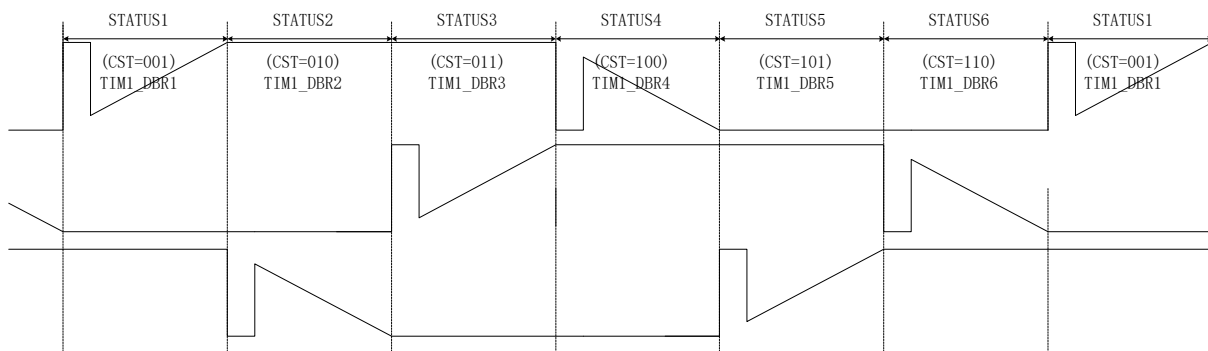 STATUS1 STATUS2 STATUS3 STATUS4 STATUS5 STATUS6 STATUS1
(CST=001) (CST=010) (CST=011) (CST=100) (CST=101) (CST=110) (CST=001)
TIM1_DBR1 TIM1_DBR2 TIM1_DBR3 TIM1_DBR4 TIM1_DBR5 TIM1_DBR6 TIM1_DBR1